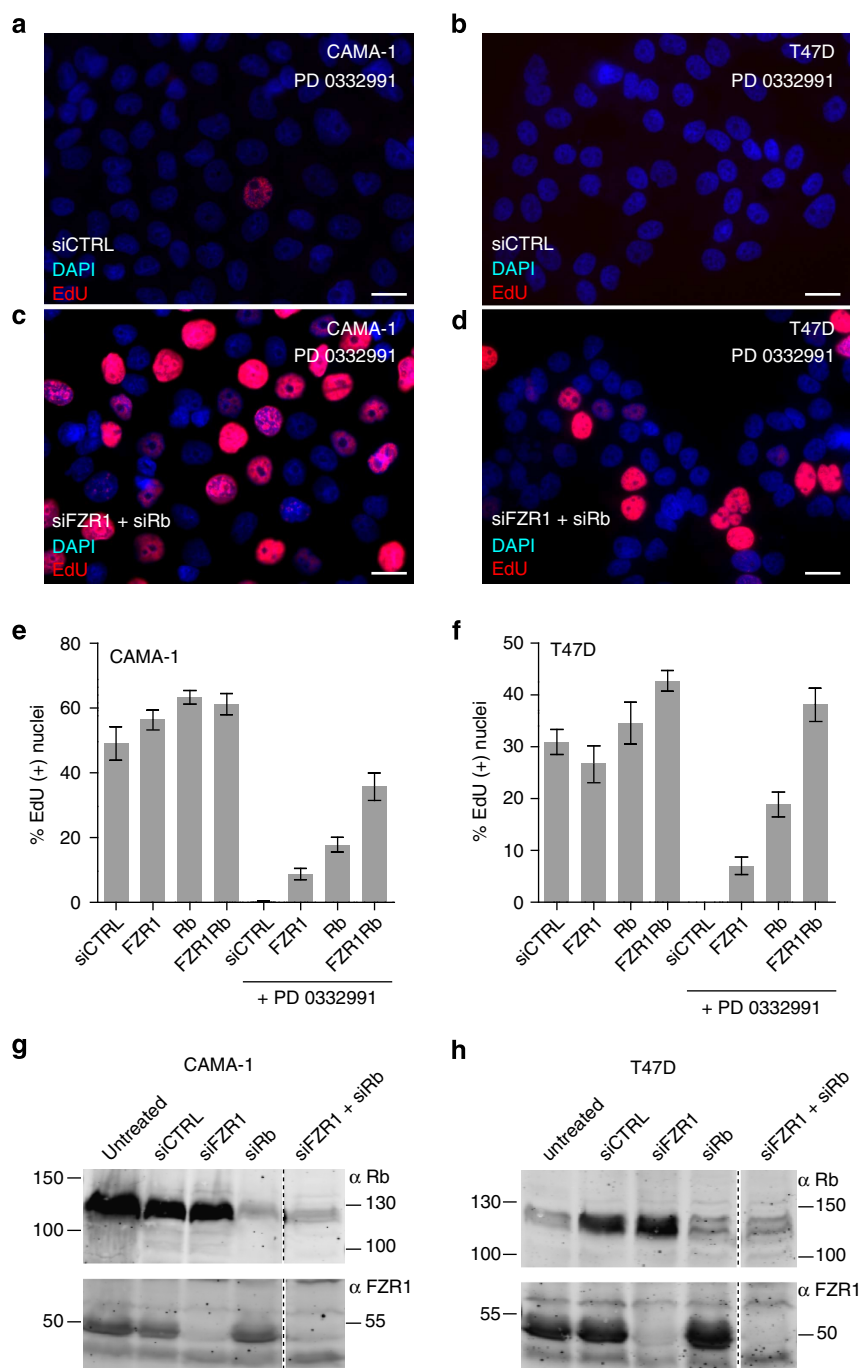 a
CAMA-1
PD 0332991
siCTRL
DAPI
EdU
b
T47D
PD 0332991
siCTRL
DAPI
EdU
c
CAMA-1
PD 0332991
siFZR1 + siRb
DAPI
EdU
d
T47D
PD 0332991
siFZR1 + siRb
DAPI
EdU
e
CAMA-1
% EdU (+) nuclei
80
60
40
20
0
siCTRL
FZR1
Rb
FZR1Rb
siCTRL
FZR1
Rb
FZR1Rb
+ PD 0332991
f
T47D
% EdU (+) nuclei
50
40
30
20
10
0
siCTRL
FZR1
Rb
FZR1Rb
siCTRL
FZR1
Rb
FZR1Rb
+ PD 0332991
g
CAMA-1
Untreated
siCTRL
siFZR1
siRb
siFZR1 + siRb
150
100
α Rb
130
100
50
α FZR1
55
h
T47D
untreated
siCTRL
siFZR1
siRb
siFZR1 + siRb
130
100
α Rb
150
100
55
α FZR1
50